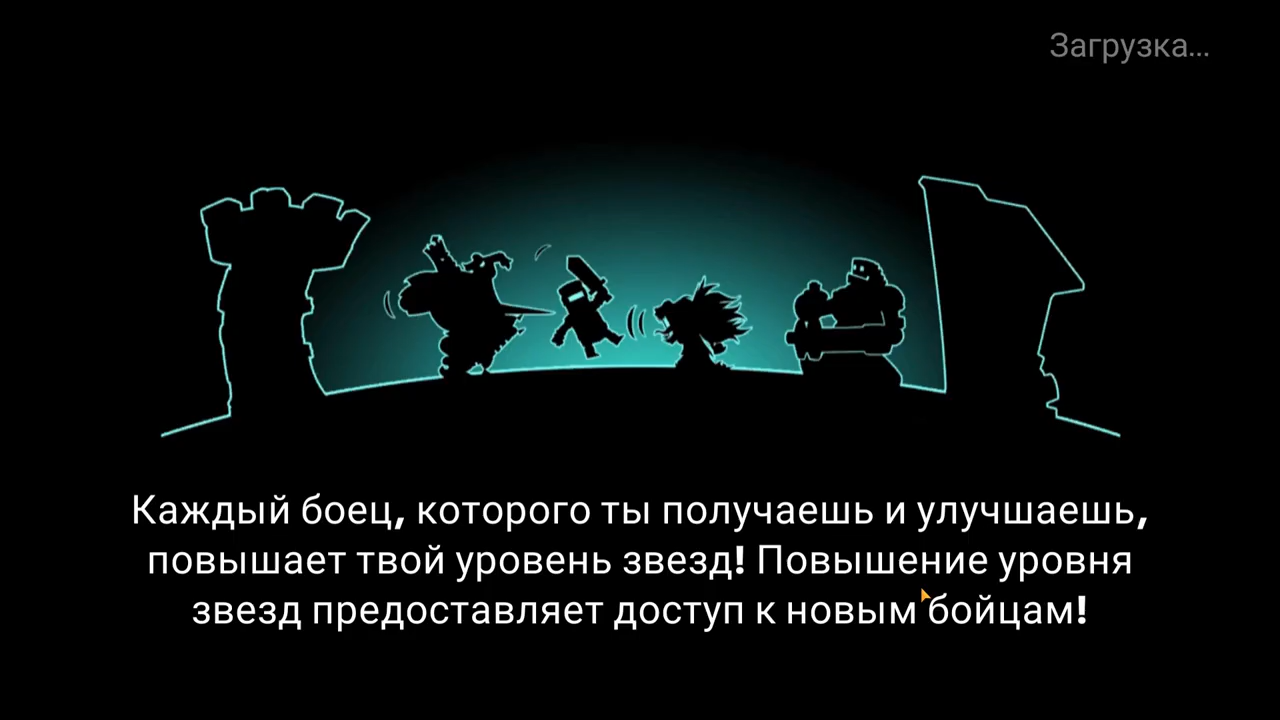 Загрузка...
Каждый боец, которого ты получаешь и улучшаешь,
повышает твой уровень звезд! Повышение уровня
звезд предоставляет доступ к новым бойцам!